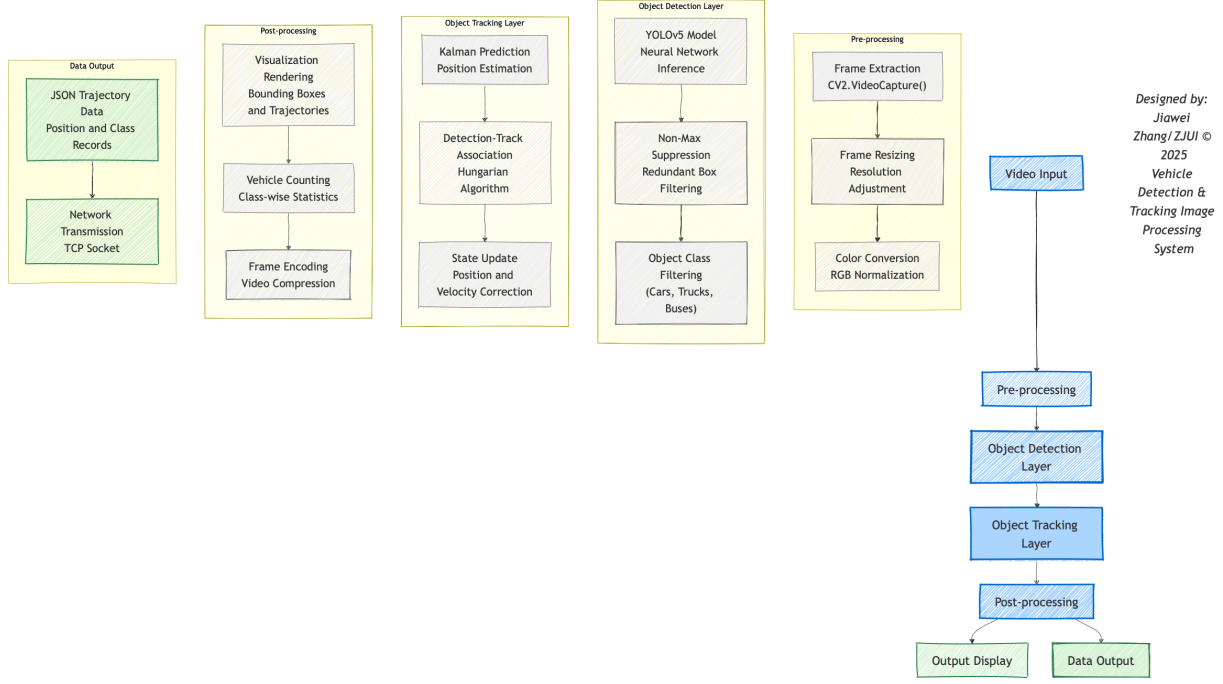 Data Output
JSON Trajectory
Data
Position and Class
Records
Network
Transmission
TCP Socket
Post-processing
Visualization
Rendering
Bounding Boxes
and Trajectories
Vehicle Counting
Class-wise Statistics
Frame Encoding
Video Compression
Object Tracking Layer
Kalman Prediction
Position Estimation
Detection-Track
Association
Hungarian
Algorithm
State Update
Position and
Velocity Correction
Object Detection Layer
YOLOv5 Model
Neural Network
Inference
Non-Max
Suppression
Redundant Box
Filtering
Object Class
Filtering
(Cars, Trucks,
Buses)
Pre-processing
Frame Extraction
CV2.VideoCapture()
Frame Resizing
Resolution
Adjustment
Color Conversion
RGB Normalization
Video Input
Pre-processing
Object Detection
Layer
Object Tracking
Layer
Post-processing
Output Display
Data Output
Designed by:
Jiawei
Zhang/ZJUI ©
2025
Vehicle
Detection &
Tracking Image
Processing
System